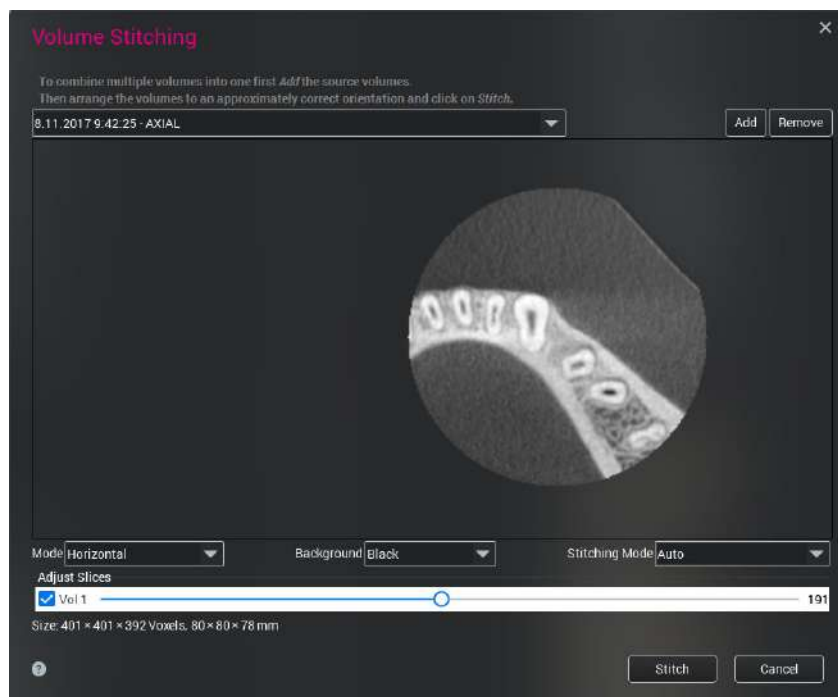 Volume Stitching
To combine multiple volumes into one first Add the source volumes.
Then arrange the volumes to an approximately correct orientation and click on Stitch.
8.11.2017 9:42:25 - AXIAL
Add
Remove
Mode Horizontal
Background Black
Stitching Mode Auto
Adjust Slices
Vol 1
191
Size: 401 × 401 × 392 Voxels, 80 × 80 × 78 mm
?
Stitch
Cancel